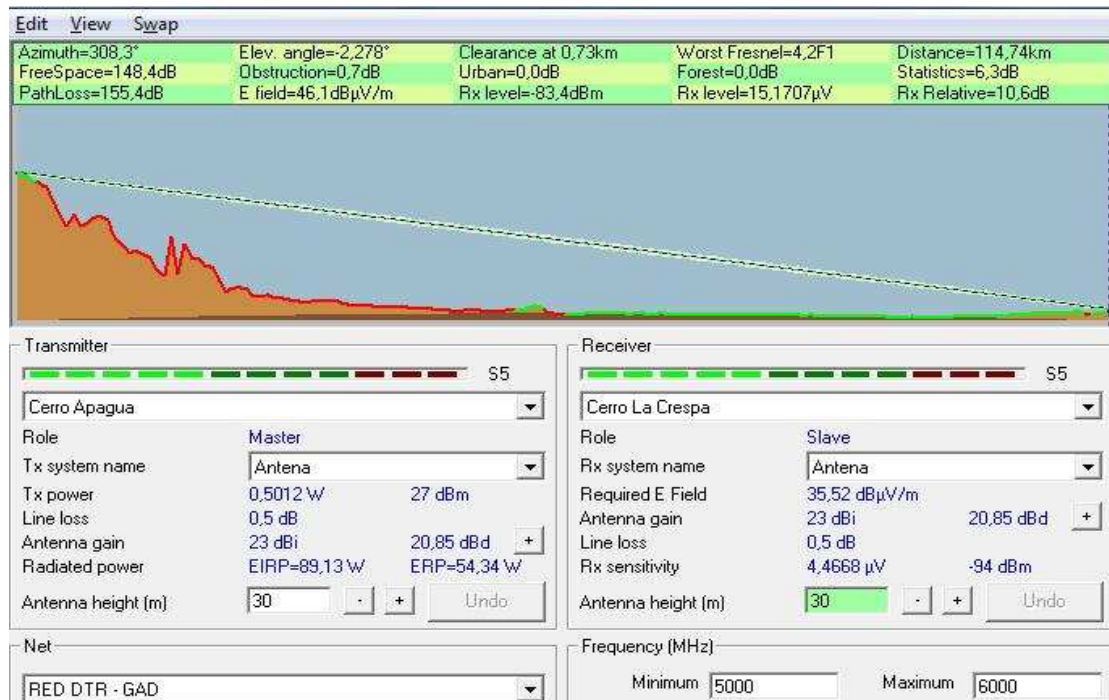 Edit View Swap
Azimuth=308,3° Elev. angle=-2,278° Clearance at 0,73km Worst Fresnel=4,2F1 Distance=114,74km
FreeSpace=148,4dB Obstruction=0,7dB Urban=0,0dB Forest=0,0dB Statistics=6,3dB
PathLoss=155,4dB E field=46,1dBµV/m Rx level=-83,4dBm Rx level=15,1707µV Rx Relative=10,6dB
Transmitter
S5
Cerro Apagua
Role Master
Tx system name Antena
Tx power 0,5012 W 27 dBm
Line loss 0,5 dB
Antenna gain 23 dBi 20,85 dBd +
Radiated power EIRP=89,13 W ERP=54,34 W
Antenna height (m) 30 - + Undo
Net
RED DTR - GAD
Receiver
S5
Cerro La Crespa
Role Slave
Rx system name Antena
Required E Field 35,52 dBµV/m
Antenna gain 23 dBi 20,85 dBd +
Line loss 0,5 dB
Rx sensitivity 4,4668 µV -94 dBm
Antenna height (m) 30 - + Undo
Frequency (MHz)
Minimum 5000 Maximum 6000